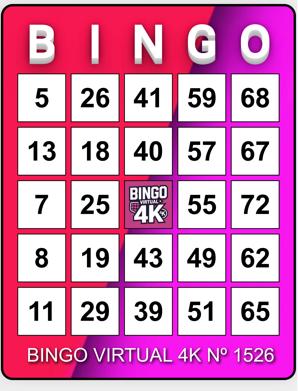 BINGO
5 26 41 59 68
13 18 40 57 67
7 25 BINGO VIRTUAL 4K 55 72
8 19 43 49 62
11 29 39 51 65
BINGO VIRTUAL 4K Nº 1526